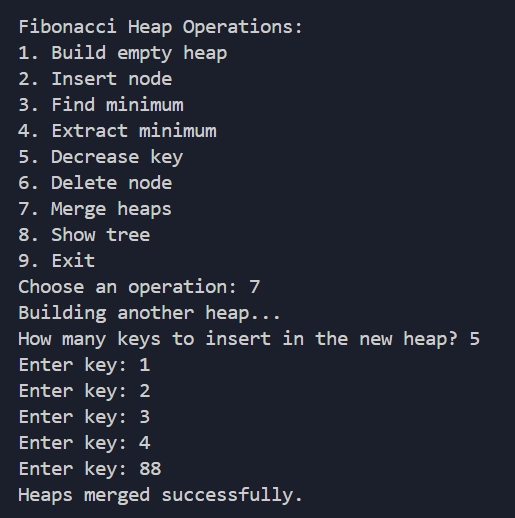 Fibonacci Heap Operations:
1. Build empty heap
2. Insert node
3. Find minimum
4. Extract minimum
5. Decrease key
6. Delete node
7. Merge heaps
8. Show tree
9. Exit
Choose an operation: 7
Building another heap...
How many keys to insert in the new heap? 5
Enter key: 1
Enter key: 2
Enter key: 3
Enter key: 4
Enter key: 88
Heaps merged successfully.